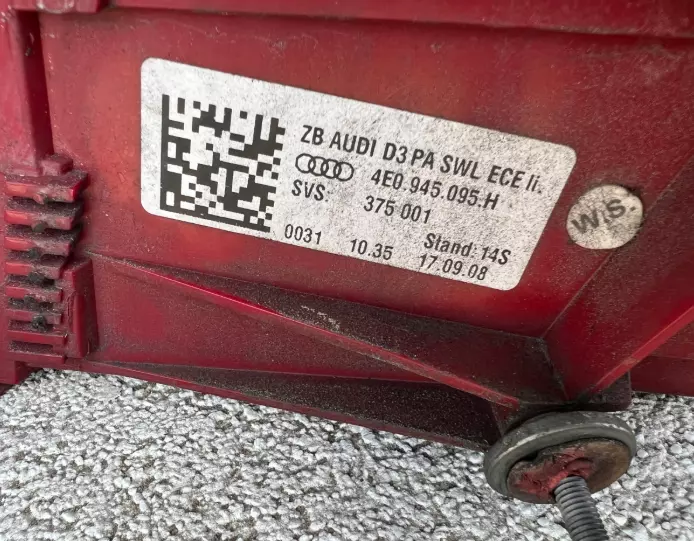 ZB AUDI D3 PA SWL ECE li.
4E0.945.095.H
SVS: 375 001
Stand: 14S
0031 10.35 17.09.08
W.S.